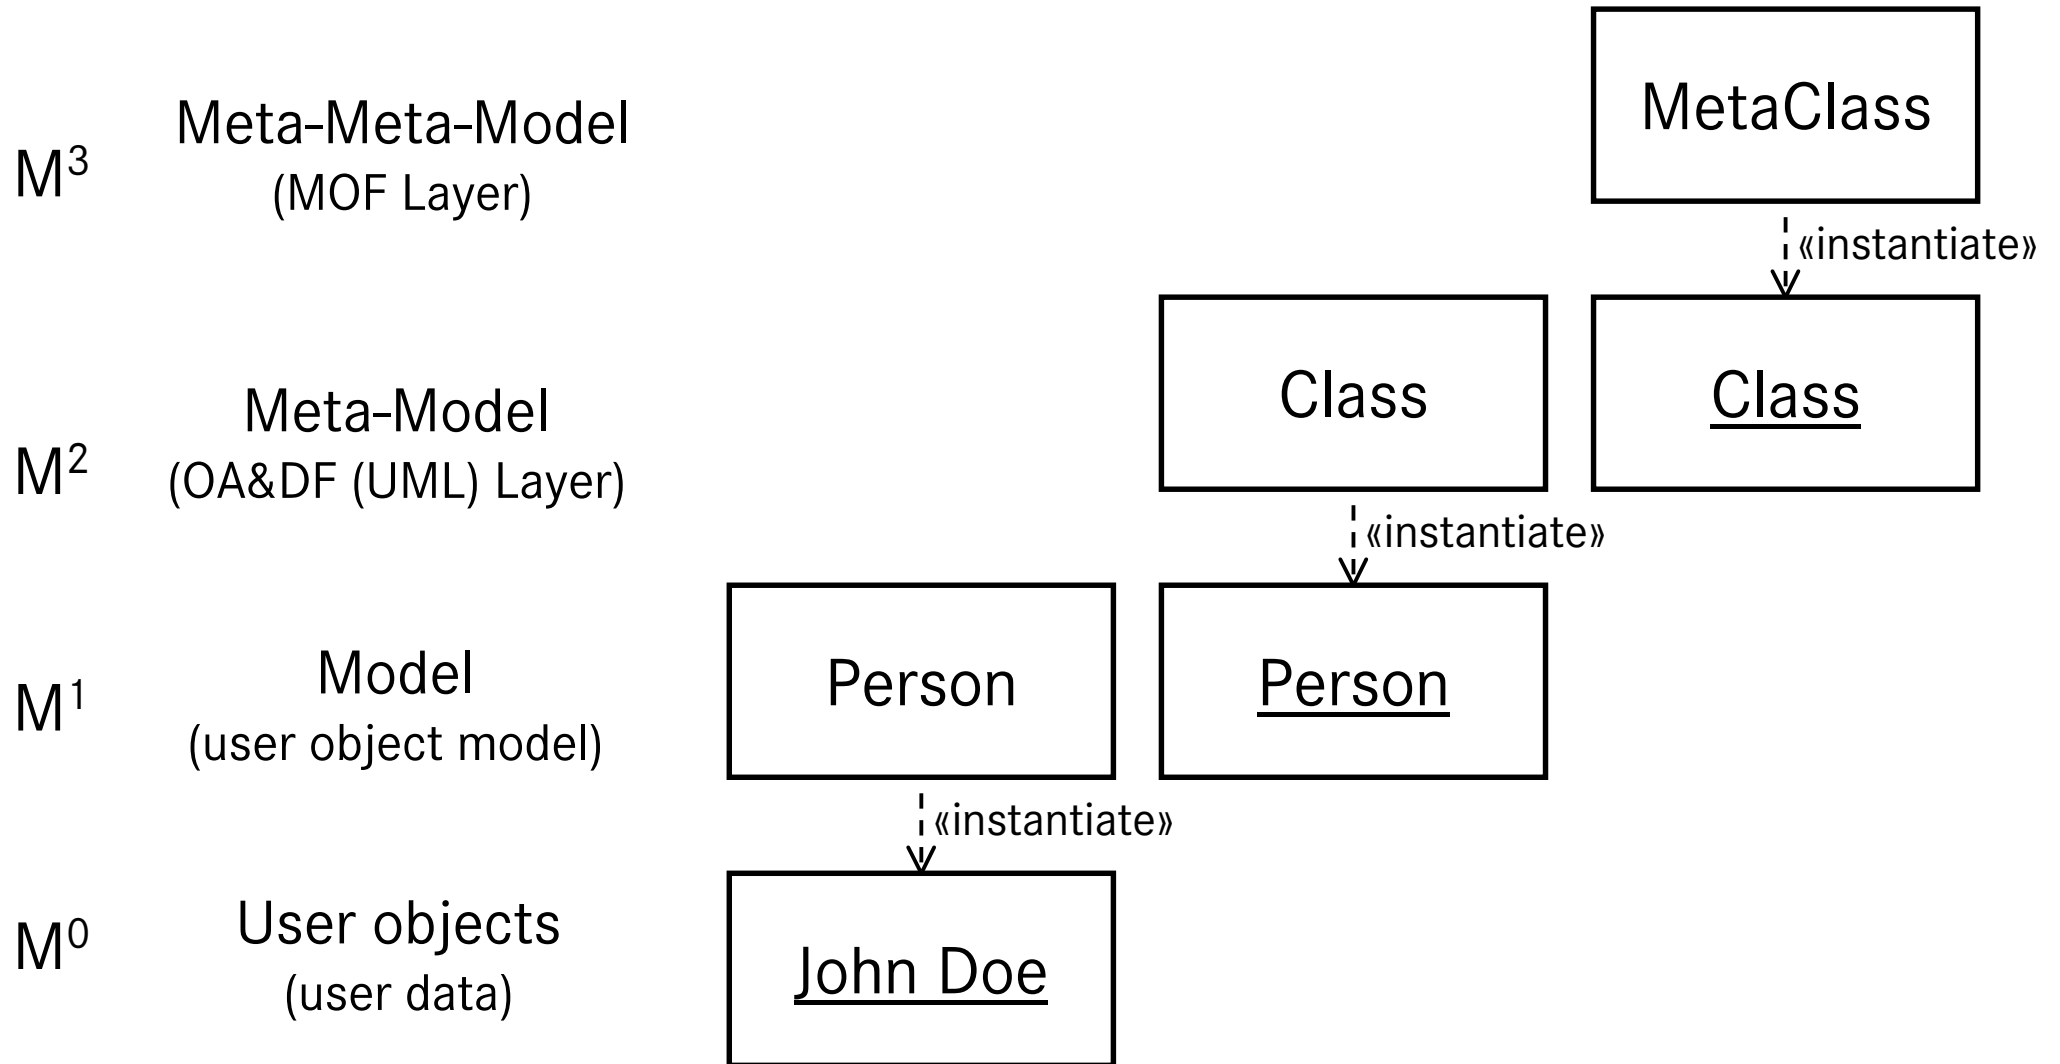 MetaClass
Meta-Meta-Model
M³
(MOF Layer)
«instantiate»
Class
Class
Meta-Model
M²
(OA&DF (UML) Layer)
«instantiate»
Person
Person
Model
M¹
(user object model)
«instantiate»
User objects
M⁰
(user data)
John Doe